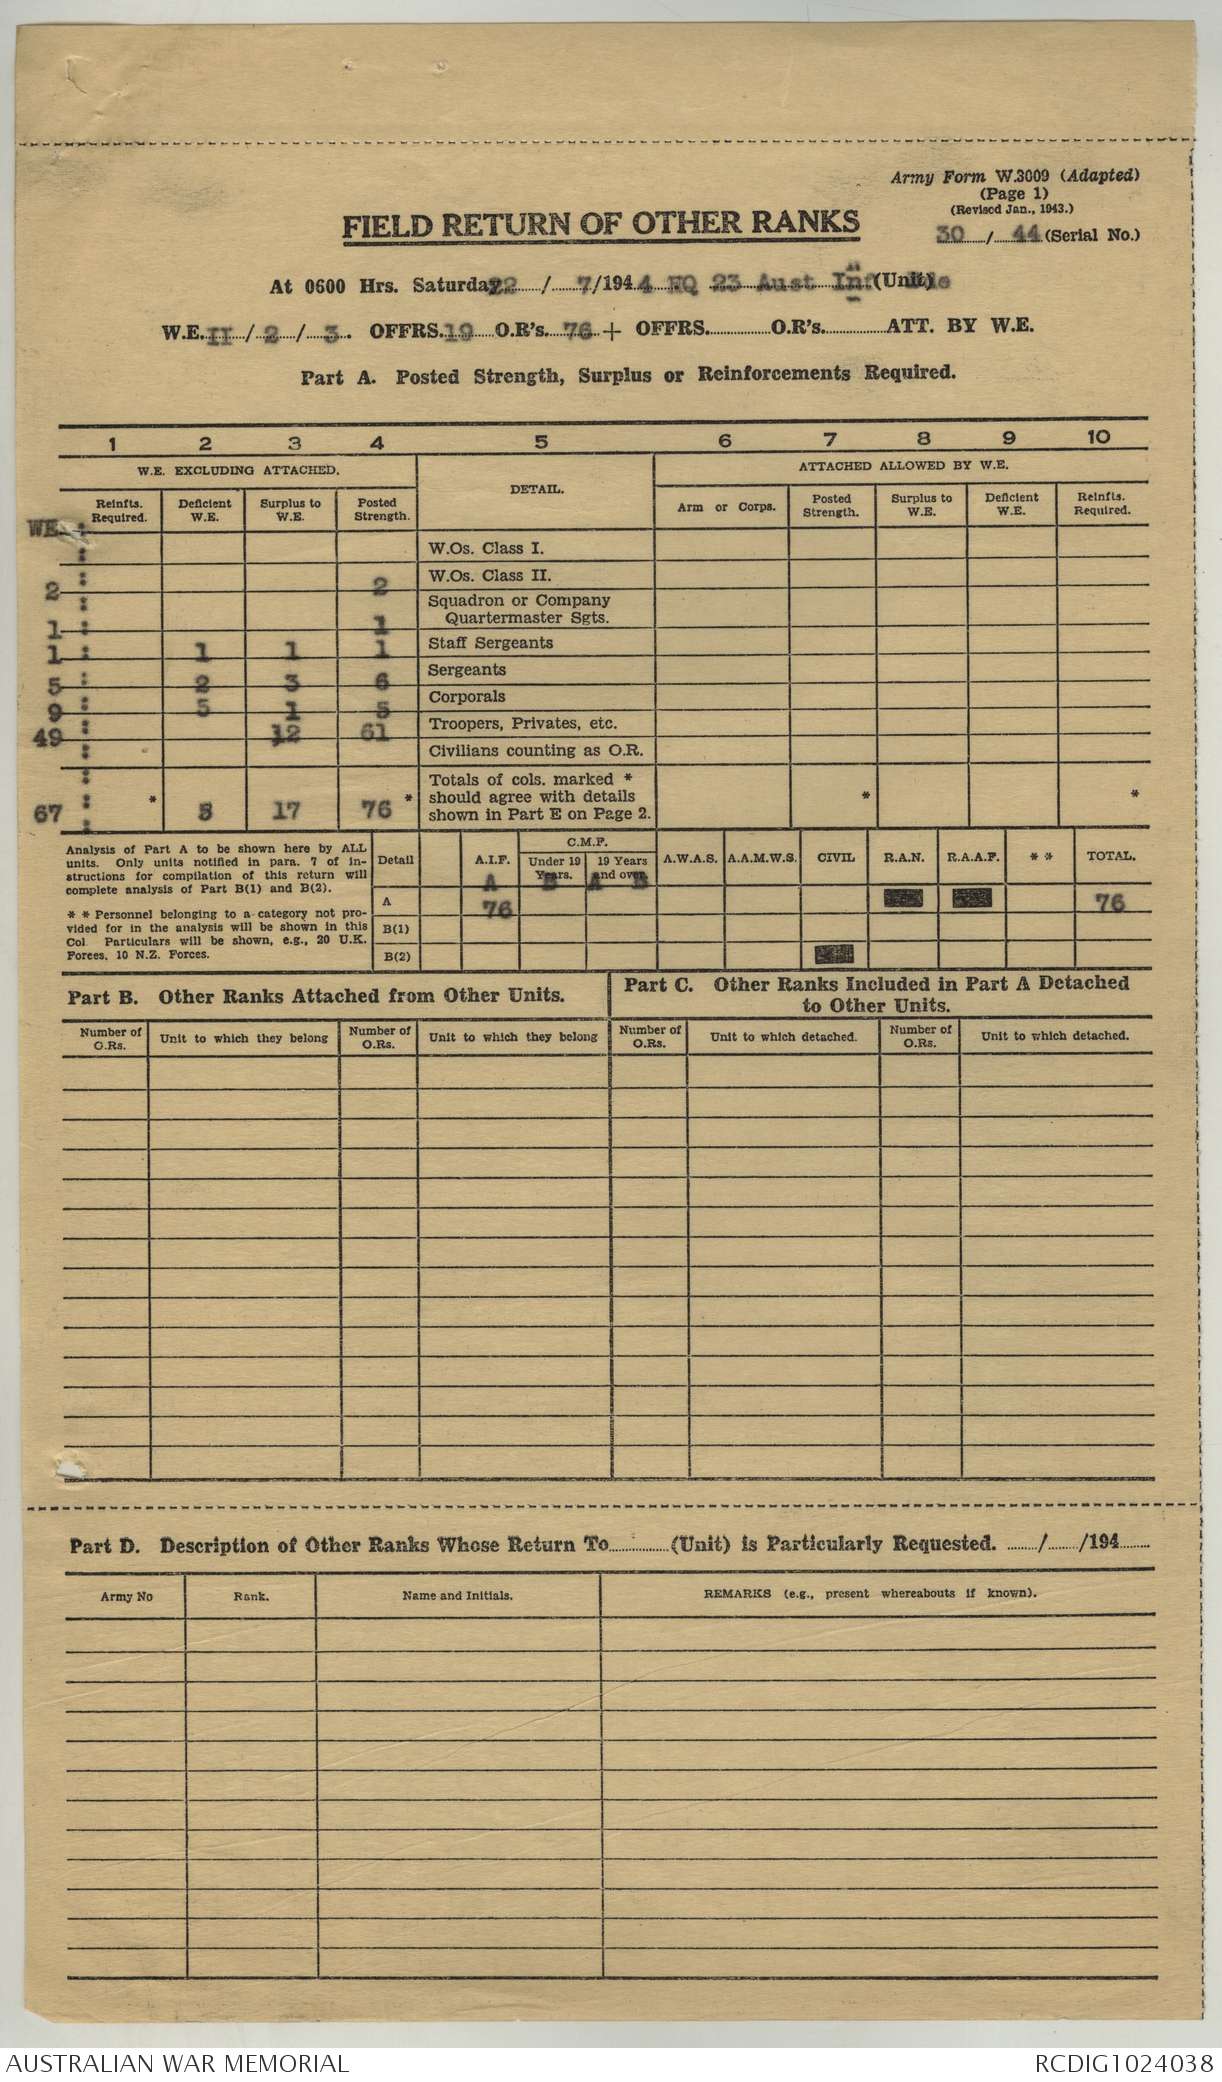 Army Form W.3009 (Adapted)
(Page 1)
(Revised Jan., 1943.)
30 / 44 (Serial No.)
FIELD RETURN OF OTHER RANKS
At 0600 Hrs. Saturday 22 / 7/1944 HQ 23 Aust Inf Bde (Unit)
W.E. II / 2 / 3. OFFRS. 19 O.R's. 76 + OFFRS. O.R's. ATT. BY W.E.
Part A. Posted Strength, Surplus or Reinforcements Required.
1 2 3 4 5 6 7 8 9 10
W.E. EXCLUDING ATTACHED. DETAIL. ATTACHED ALLOWED BY W.E.
Reinfts. Required. Deficient W.E. Surplus to W.E. Posted Strength. Arm or Corps. Posted Strength. Surplus to W.E. Deficient W.E. Reinfts. Required.
WE
W.Os. Class I.
2 2 W.Os. Class II.
1 1 Squadron or Company
Quartermaster Sgts.
1 1 1 1 Staff Sergeants
5 2 3 6 Sergeants
9 5 1 5 Corporals
49 12 61 Troopers, Privates, etc.
Civilians counting as O.R.
67 * 17 76 * Totals of cols. marked *
should agree with details
shown in Part E on Page 2. * *
Analysis of Part A to be shown here by ALL
units. Only units notified in para. 7 of in-
structions for compilation of this return will
complete analysis of Part B(1) and B(2).
* * Personnel belonging to a category not pro-
vided for in the analysis will be shown in this
Col. Particulars will be shown, e.g., 20 U.K.
Forces, 10 N.Z. Forces.
Detail A.I.F. C.M.F. A.W.A.S. A.A.M.W.S. CIVIL R.A.N. R.A.A.F. * * TOTAL.
Under 19 Years. 19 Years and over
A B A B
A 76 76
B(1)
B(2)
Part B. Other Ranks Attached from Other Units.
Part C. Other Ranks Included in Part A Detached
to Other Units.
Number of O.Rs. Unit to which they belong Number of O.Rs. Unit to which they belong Number of O.Rs. Unit to which detached. Number of O.Rs. Unit to which detached.
Part D. Description of Other Ranks Whose Return To (Unit) is Particularly Requested. / /194
Army No Rank. Name and Initials. REMARKS (e.g., present whereabouts if known).
AUSTRALIAN WAR MEMORIAL RCDIG1024038